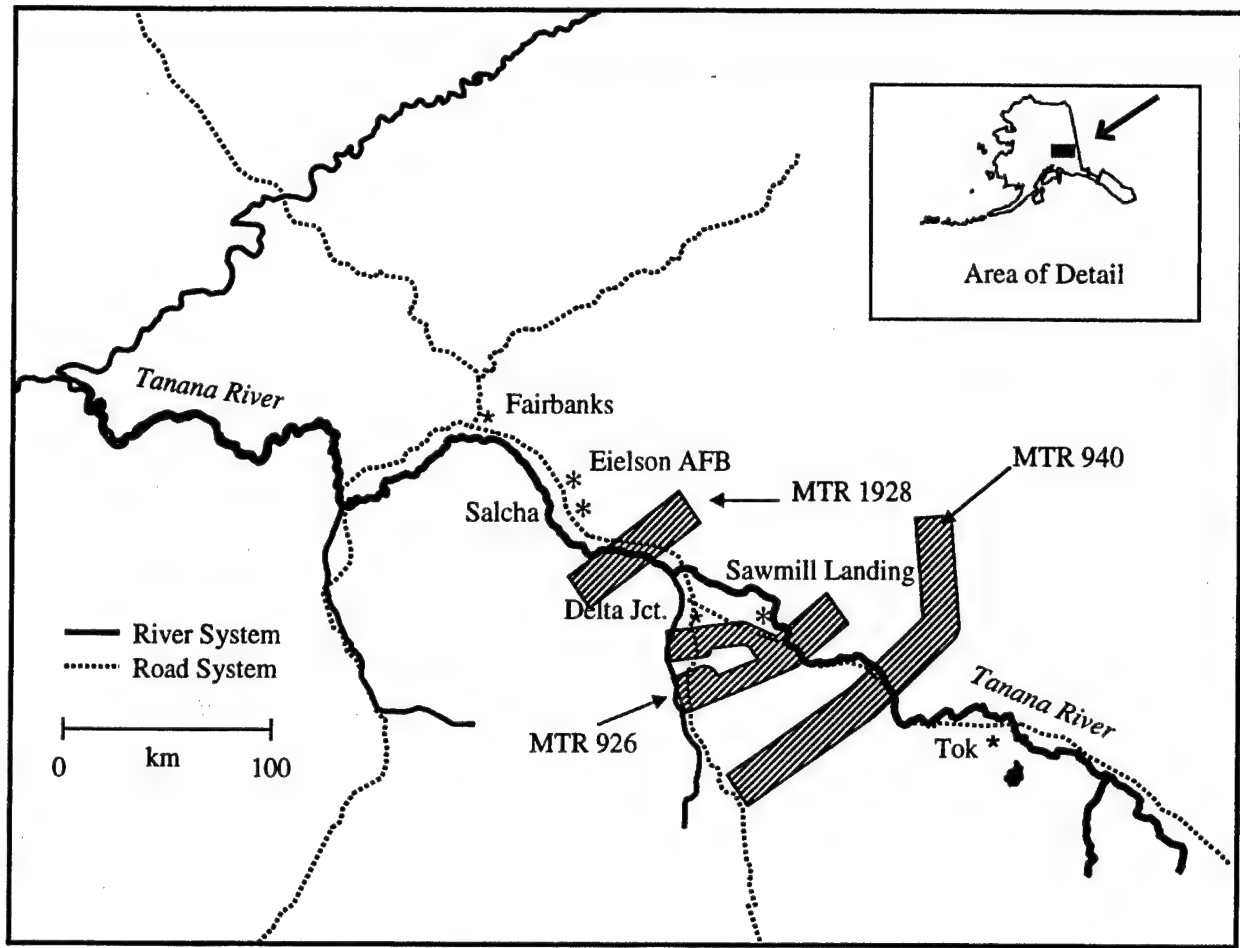 Area of Detail
Tanana River
* Fairbanks
Eielson AFB
*
MTR 940
MTR 1928
Salcha *
Sawmill Landing
Delta Jct. *
*
River System
Road System
Tanana River
MTR 926
Tok *
km
0 100